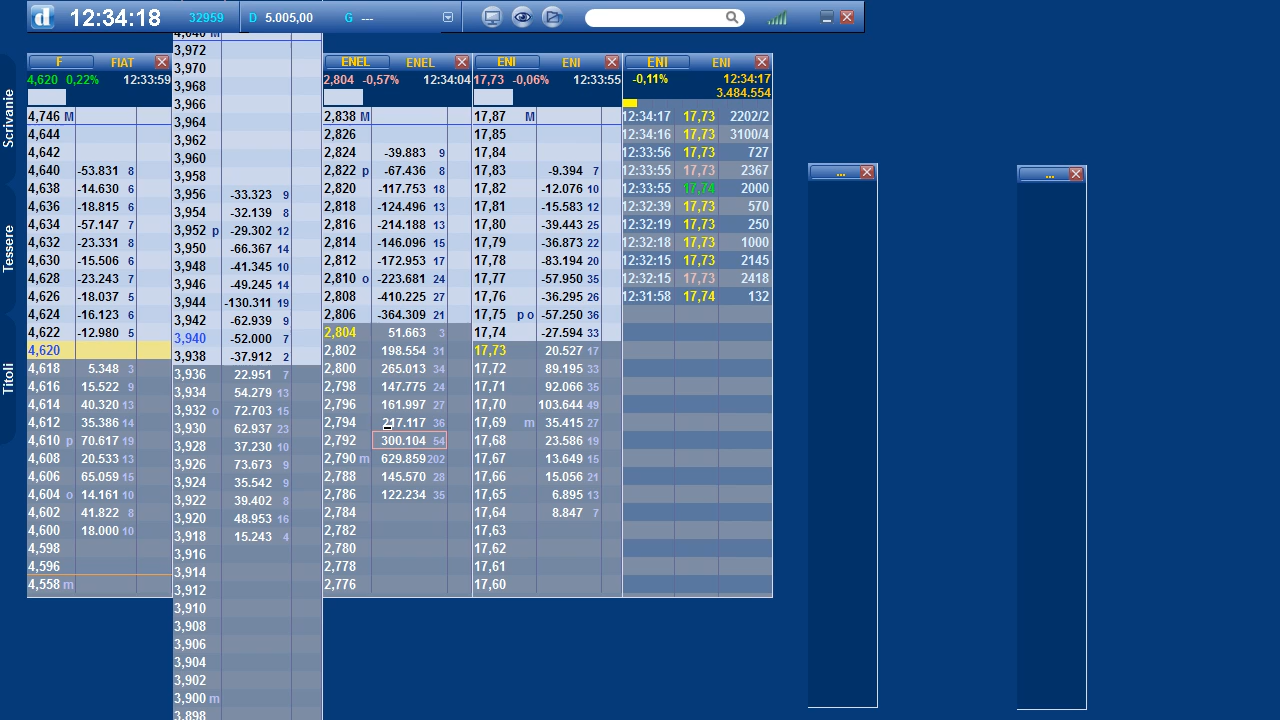 d 12:34:18 32959 D 5.005,00 G ---
Scrivanie
Tessere
Titoli
F FIAT
4,620 0,22% 12:33:59
4,746 M
4,644
4,642
4,640 -53.831 8
4,638 -14.630 6
4,636 -18.815 6
4,634 -57.147 7
4,632 -23.331 8
4,630 -15.506 6
4,628 -23.243 7
4,626 -18.037 5
4,624 -16.123 6
4,622 -12.980 5
4,620
4,618 5.348 3
4,616 15.522 9
4,614 40.320 13
4,612 35.386 14
4,610 p 70.617 19
4,608 20.533 13
4,606 65.059 15
4,604 o 14.161 10
4,602 41.822 8
4,600 18.000 10
4,598
4,596
4,558 m
3,972
3,970
3,968
3,966
3,964
3,962
3,960
3,958
3,956 -33.323 9
3,954 -32.139 8
3,952 p -29.302 12
3,950 -66.367 14
3,948 -41.345 10
3,946 -49.245 14
3,944 -130.311 19
3,942 -62.939 9
3,940 -52.000 7
3,938 -37.912 2
3,936 22.951 7
3,934 54.279 13
3,932 o 72.703 15
3,930 62.937 23
3,928 37.230 10
3,926 73.673 9
3,924 35.542 9
3,922 39.402 8
3,920 48.953 16
3,918 15.243 4
3,916
3,914
3,912
3,910
3,908
3,906
3,904
3,902
3,900 m
3,898
ENEL ENEL
2,804 -0,57% 12:34:04
2,838 M
2,826
2,824 -39.883 9
2,822 p -67.436 8
2,820 -117.753 18
2,818 -124.496 13
2,816 -214.188 13
2,814 -146.096 15
2,812 -172.953 17
2,810 o -223.681 24
2,808 -410.225 27
2,806 -364.309 21
2,804 51.663 3
2,802 198.554 31
2,800 265.013 34
2,798 147.775 24
2,796 161.997 27
2,794 217.117 36
2,792 300.104 54
2,790 m 629.859 202
2,788 145.570 28
2,786 122.234 35
2,784
2,782
2,780
2,778
2,776
ENI ENI
17,73 -0,06% 12:33:55
17,87 M
17,85
17,84
17,83 -9.394 7
17,82 -12.076 10
17,81 -15.583 12
17,80 -39.443 25
17,79 -36.873 22
17,78 -83.194 20
17,77 -57.950 35
17,76 -36.295 26
17,75 p o -57.250 36
17,74 -27.594 33
17,73 20.527 17
17,72 89.195 33
17,71 92.066 35
17,70 103.644 49
17,69 m 35.415 27
17,68 23.586 19
17,67 13.649 15
17,66 15.056 21
17,65 6.895 13
17,64 8.847 7
17,63
17,62
17,61
17,60
ENI ENI
-0,11% 12:34:17
3.484.554
12:34:17 17,73 2202/2
12:34:16 17,73 3100/4
12:33:56 17,73 727
12:33:55 17,73 2367
12:33:55 17,74 2000
12:32:39 17,73 570
12:32:19 17,73 250
12:32:18 17,73 1000
12:32:15 17,73 2145
12:32:15 17,73 2418
12:31:58 17,74 132
...
...